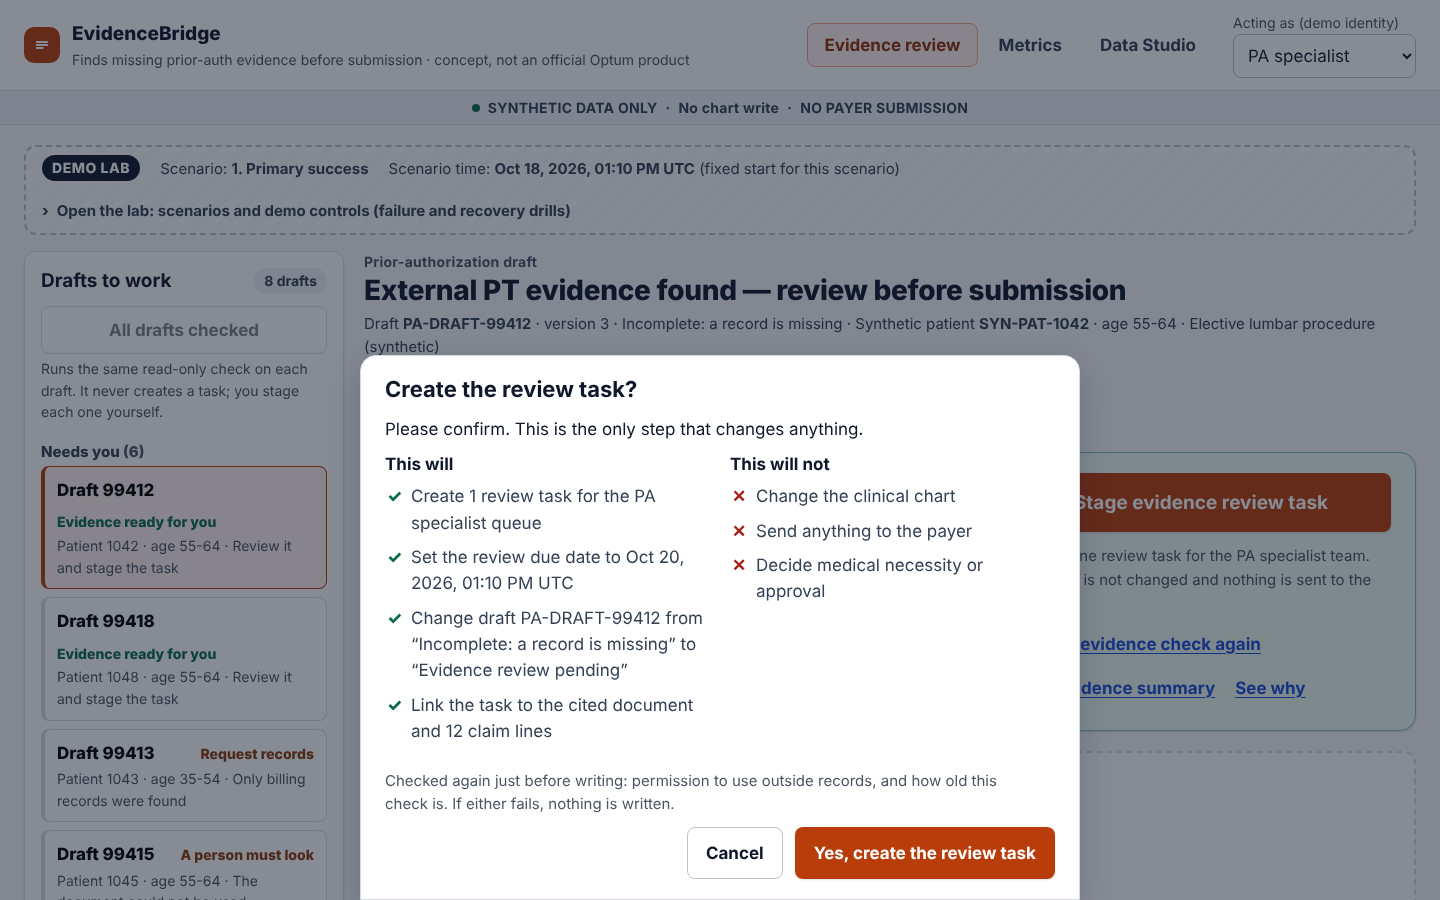 EvidenceBridge
Finds missing prior-auth evidence before submission · concept, not an official Optum product
Evidence review
Metrics
Data Studio
Acting as (demo identity)
PA specialist
SYNTHETIC DATA ONLY · No chart write · NO PAYER SUBMISSION
DEMO LAB
Scenario: 1. Primary success
Scenario time: Oct 18, 2026, 01:10 PM UTC (fixed start for this scenario)
› Open the lab: scenarios and demo controls (failure and recovery drills)
Drafts to work
8 drafts
All drafts checked
Runs the same read-only check on each
draft. It never creates a task; you stage
each one yourself.
Needs you (6)
Draft 99412
Evidence ready for you
Patient 1042 · age 55-64 · Review it
and stage the task
Draft 99418
Evidence ready for you
Patient 1048 · age 55-64 · Review it
and stage the task
Draft 99413
Request records
Patient 1043 · age 35-54 · Only billing
records were found
Draft 99415
A person must look
Patient 1045 · age 55-64 · The
Prior-authorization draft
External PT evidence found — review before submission
Draft PA-DRAFT-99412 · version 3 · Incomplete: a record is missing · Synthetic patient SYN-PAT-1042 · age 55-64 · Elective lumbar procedure
(synthetic)
Create the review task?
Please confirm. This is the only step that changes anything.
This will
Create 1 review task for the PA
specialist queue
Set the review due date to Oct 20,
2026, 01:10 PM UTC
Change draft PA-DRAFT-99412 from
“Incomplete: a record is missing” to
“Evidence review pending”
Link the task to the cited document
and 12 claim lines
This will not
Change the clinical chart
Send anything to the payer
Decide medical necessity or
approval
Checked again just before writing: permission to use outside records, and how old this
check is. If either fails, nothing is written.
Cancel
Yes, create the review task
Stage evidence review task
ne review task for the PA specialist team.
is not changed and nothing is sent to the
evidence check again
dence summary
See why